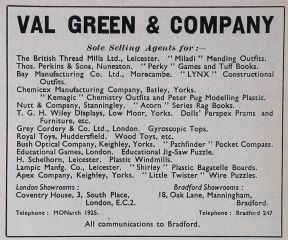 VAL GREEN & COMPANY
Sole Selling Agents for :—
The British Thread Mills Ltd., Leicester. "Miladi" Mending Outfits.
Thos. Perkins & Sons, Nuneaton. "Perky" Games and Tuff Books.
Bay Manufacturing Co. Ltd., Morecambe. "LYNX" Constructional
Outfits.
Chemicex Manufacturing Company, Batley, Yorks.
"Kemagic" Chemistry Outfits and Peter Pug Modelling Plastic.
Nutt & Company, Stanningley. "Acorn" Series Rag Books.
T. G. H. Wiley Displays, Low Moor, Yorks. Dolls' Perspex Prams and
Furniture, etc.
Grey Cordery & Co. Ltd., London. Gyroscopic Tops.
Royal Toys, Huddersfield. Wood Toys, etc.
Bush Optical Company, Keighley, Yorks. "Pathfinder" Pocket Compass.
Educational Games, London. Educational Jig-Saw Puzzle.
H. Schelhorn, Leicester. Plastic Windmills.
Lampic Manfg. Co., Leicester. "Shirley" Plastic Bagatelle Boards.
Apex Company, Keighley, Yorks. "Little Twister" Wire Puzzles.
London Showrooms :
Coventry House, 3, South Place,
London, E.C.2.
Telephone : MONarch 1925.
Bradford Showrooms :
18, Oak Lane, Manningham,
Bradford.
Telephone : Bradford 247
All communications to Bradford.